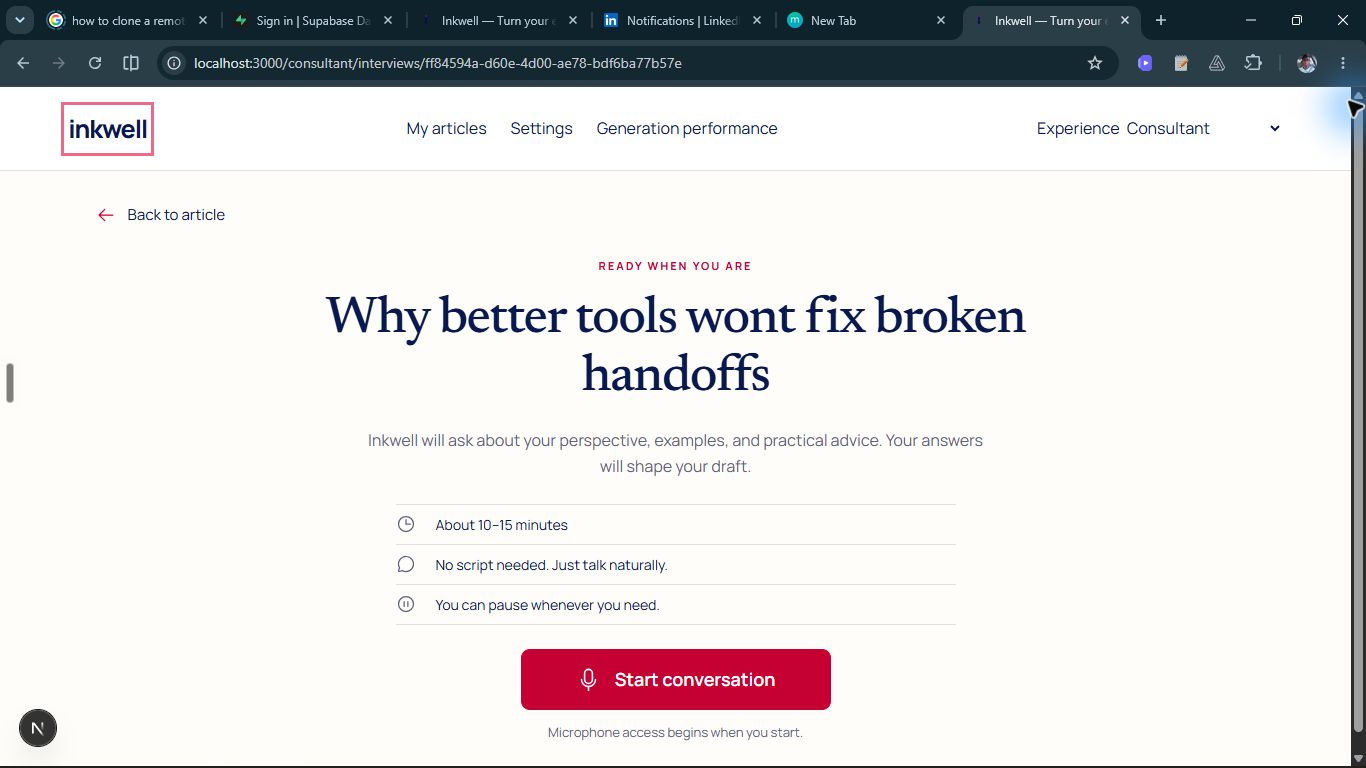 how to clone a remot
Sign in | Supabase Da
Inkwell — Turn your e
Notifications | Linked
New Tab
Inkwell — Turn your e
localhost:3000/consultant/interviews/ff84594a-d60e-4d00-ae78-bdf6ba77b57e
inkwell
My articles
Settings
Generation performance
Experience Consultant
Back to article
READY WHEN YOU ARE
Why better tools wont fix broken
handoffs
Inkwell will ask about your perspective, examples, and practical advice. Your answers
will shape your draft.
About 10–15 minutes
No script needed. Just talk naturally.
You can pause whenever you need.
Start conversation
N
Microphone access begins when you start.